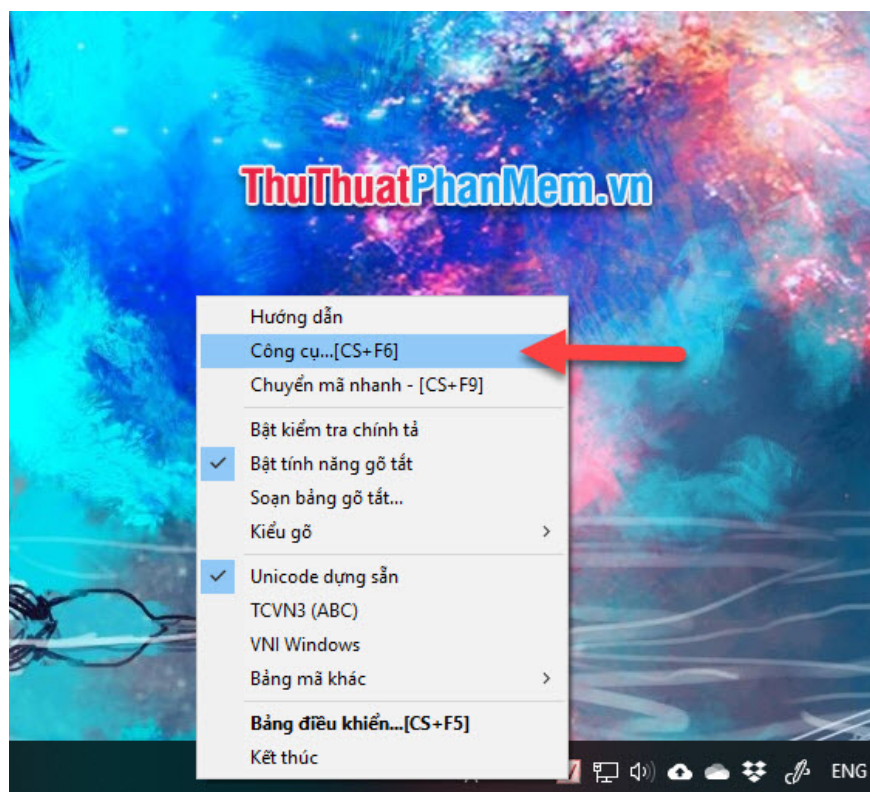 ThuThuatPhanMem.vn
Hướng dẫn
Công cụ...[CS+F6]
Chuyển mã nhanh - [CS+F9]
Bật kiểm tra chính tả
Bật tính năng gõ tắt
Soạn bảng gõ tắt...
Kiểu gõ
Unicode dựng sẵn
TCVN3 (ABC)
VNI Windows
Bảng mã khác
Bảng điều khiển...[CS+F5]
Kết thúc
ENG